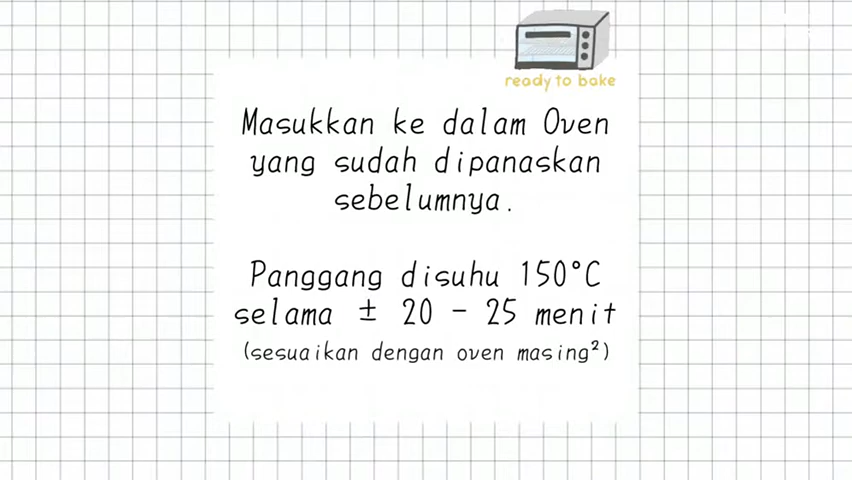 ready to bake
Masukkan ke dalam Oven
yang sudah dipanaskan
sebelumnya.
Panggang disuhu 150°C
selama ± 20 - 25 menit
(sesuaikan dengan oven masing²)